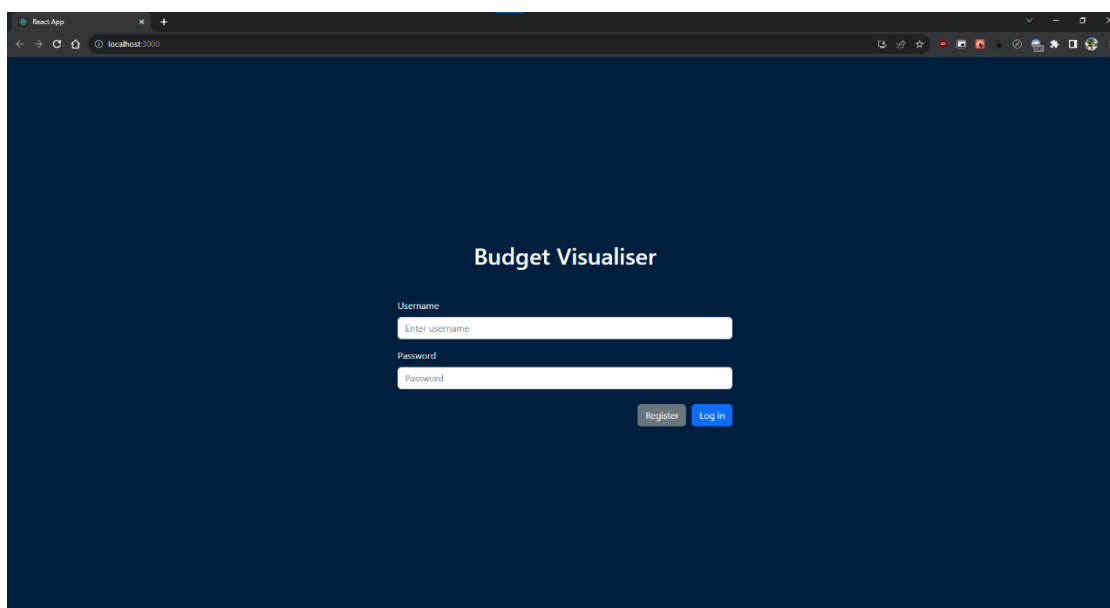 React App
localhost:3000
Budget Visualiser
Username
Enter username
Password
Password
Register Log in